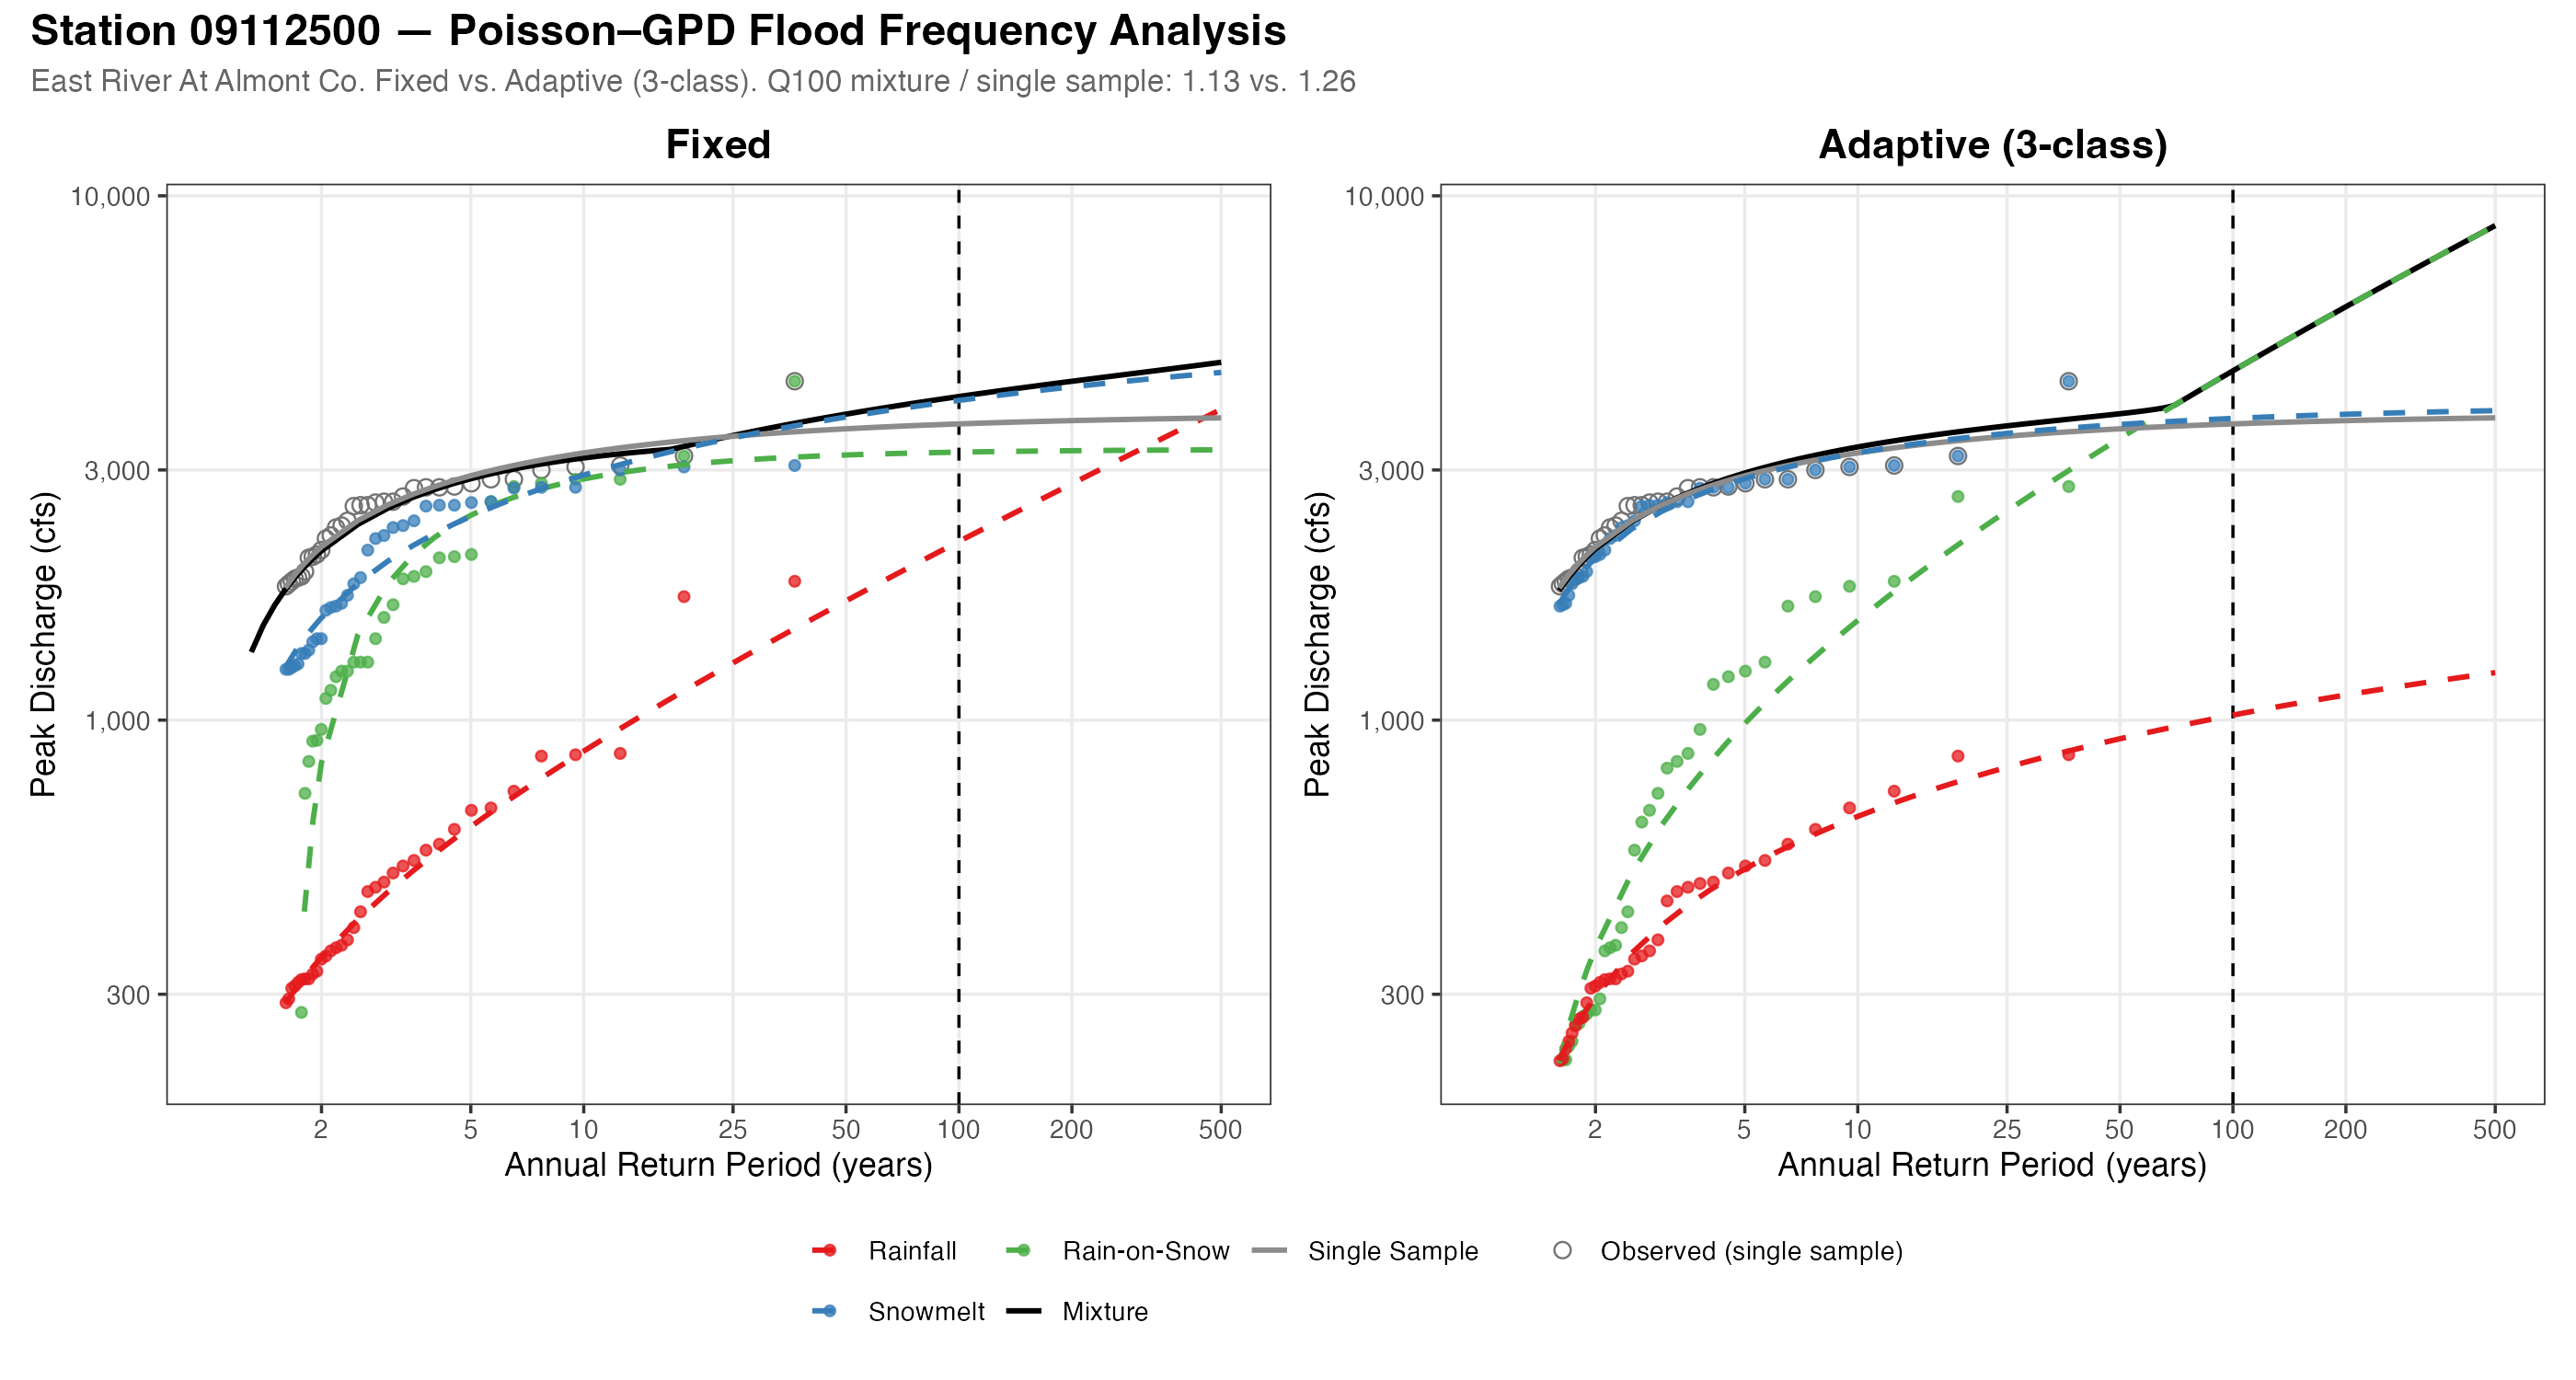 Station 09112500 — Poisson–GPD Flood Frequency Analysis
East River At Almont Co. Fixed vs. Adaptive (3-class). Q100 mixture / single sample: 1.13 vs. 1.26
Fixed
Adaptive (3-class)
Peak Discharge (cfs)
10,000
3,000
1,000
300
2 5 10 25 50 100 200 500
Annual Return Period (years)
Peak Discharge (cfs)
10,000
3,000
1,000
300
2 5 10 25 50 100 200 500
Annual Return Period (years)
Rainfall Rain-on-Snow Single Sample Observed (single sample)
Snowmelt Mixture